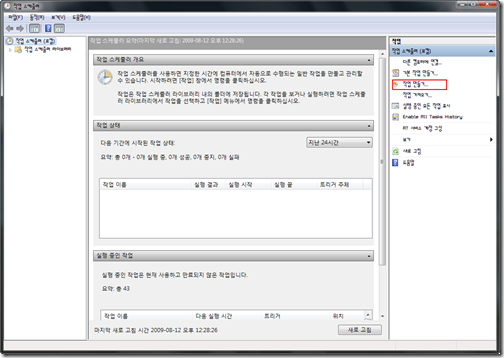 작업 스케줄러
파일(F) 동작(A) 보기(V) 도움말(H)
작업 스케줄러 (로컬)
작업 스케줄러 라이브러리
작업 스케줄러 요약(마지막 새로 고침: 2009-08-12 오후 12:28:26)
작업 스케줄러 개요
작업 스케줄러를 사용하면 지정한 시간에 컴퓨터에서 자동으로 수행되는 일반 작업을 만들고 관리할
수 있습니다. 시작하려면 [작업] 창에서 명령을 클릭하십시오.
작업은 작업 스케줄러 라이브러리 내의 폴더에 저장됩니다. 각 작업을 보거나 실행하려면 작업 스케줄
러 라이브러리에서 작업을 선택하고 [작업] 메뉴에서 명령을 클릭하십시오.
작업 상태
다음 기간에 시작된 작업의 상태:
지난 24시간
요약: 총 0개 - 0개 실행 중, 0개 성공, 0개 중지, 0개 실패
작업 이름 실행 결과 실행 시작 실행 끝 트리거 주체
실행 중인 작업
실행 중인 작업은 현재 사용하고 만료되지 않은 작업입니다.
요약: 총 43
작업 이름 다음 실행 시간 트리거 위치
마지막 새로 고침 시간 2009-08-12 오후 12:28:26
새로 고침
작업
작업 스케줄러 (로컬)
다른 컴퓨터에 연결...
기본 작업 만들기...
작업 만들기...
작업 가져오기...
실행 중인 모든 작업 표시
Enable All Tasks History
AT 서비스 계정 구성
보기
새로 고침
도움말